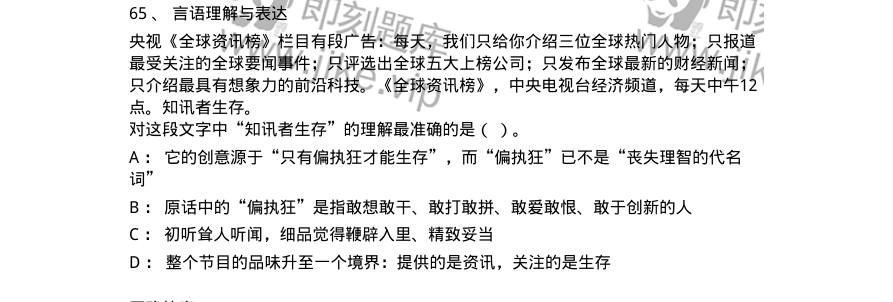 65 、 言语理解与表达
央视《全球资讯榜》栏目有段广告：每天，我们只给你介绍三位全球热门人物；只报道
最受关注的全球要闻事件；只评选出全球五大上榜公司；只发布全球最新的财经新闻；
只介绍最具有想象力的前沿科技。《全球资讯榜》，中央电视台经济频道，每天中午12
点。知讯者生存。
对这段文字中“知讯者生存”的理解最准确的是（ ）。
A： 它的创意源于“只有偏执狂才能生存”，而“偏执狂”已不是“丧失理智的代名
词”
B： 原话中的“偏执狂”是指敢想敢干、敢打敢拼、敢爱敢恨、敢于创新的人
C： 初听耸人听闻，细品觉得鞭辟入里、精致妥当
D： 整个节目的品味升至一个境界：提供的是资讯，关注的是生存
即刻题库
www.jike.vip